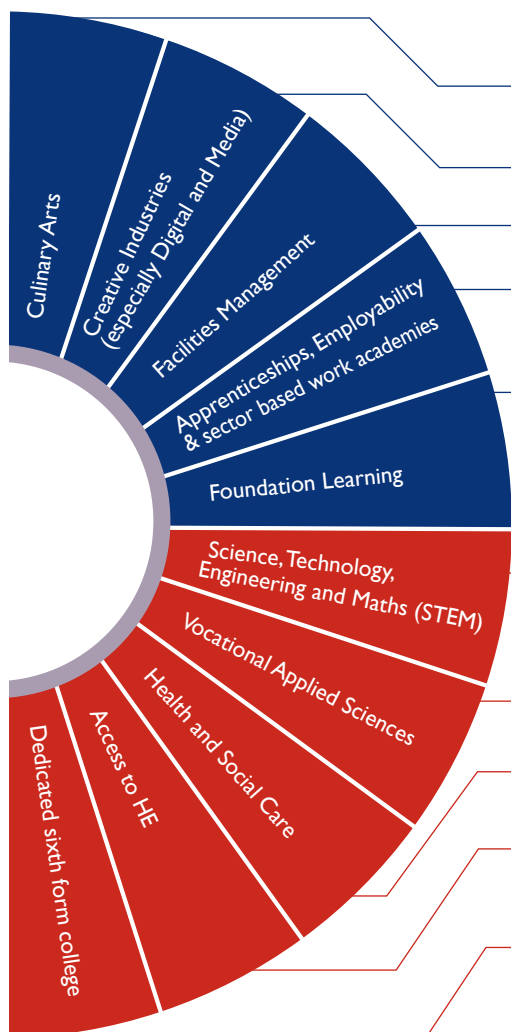 Culinary Arts
Creative Industries
(especially Digital and Media)
Facilities Management
Apprenticeships, Employability
& sector based work academies
Foundation Learning
Science, Technology,
Engineering and Maths (STEM)
Vocational Applied Sciences
Health and Social Care
Access to HE
Dedicated sixth form college